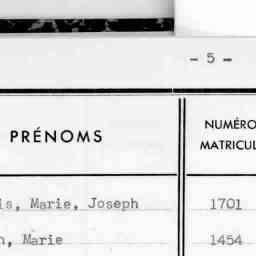 - 5 -
PRÉNOMS
NUMÉRO
MATRICUL
Marie, Joseph 1701
Marie 1454